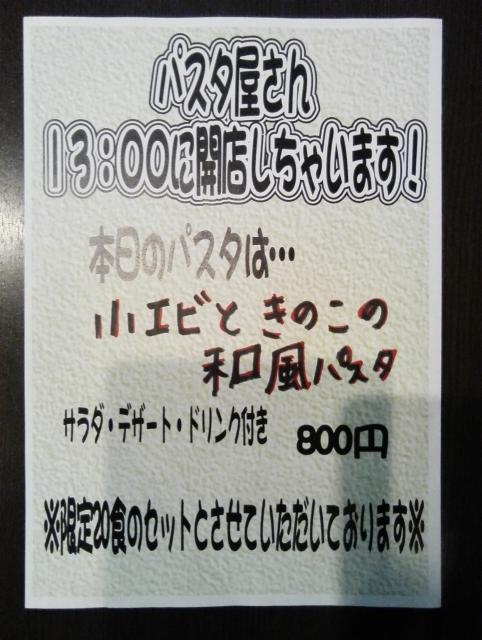 パスタ屋さん
13:00に開店しちゃいます!
本日のパスタは…
小エビときのこの
和風パスタ
サラダ・デザート・ドリンク付き 800円
※限定20食のセットとさせていただいております※